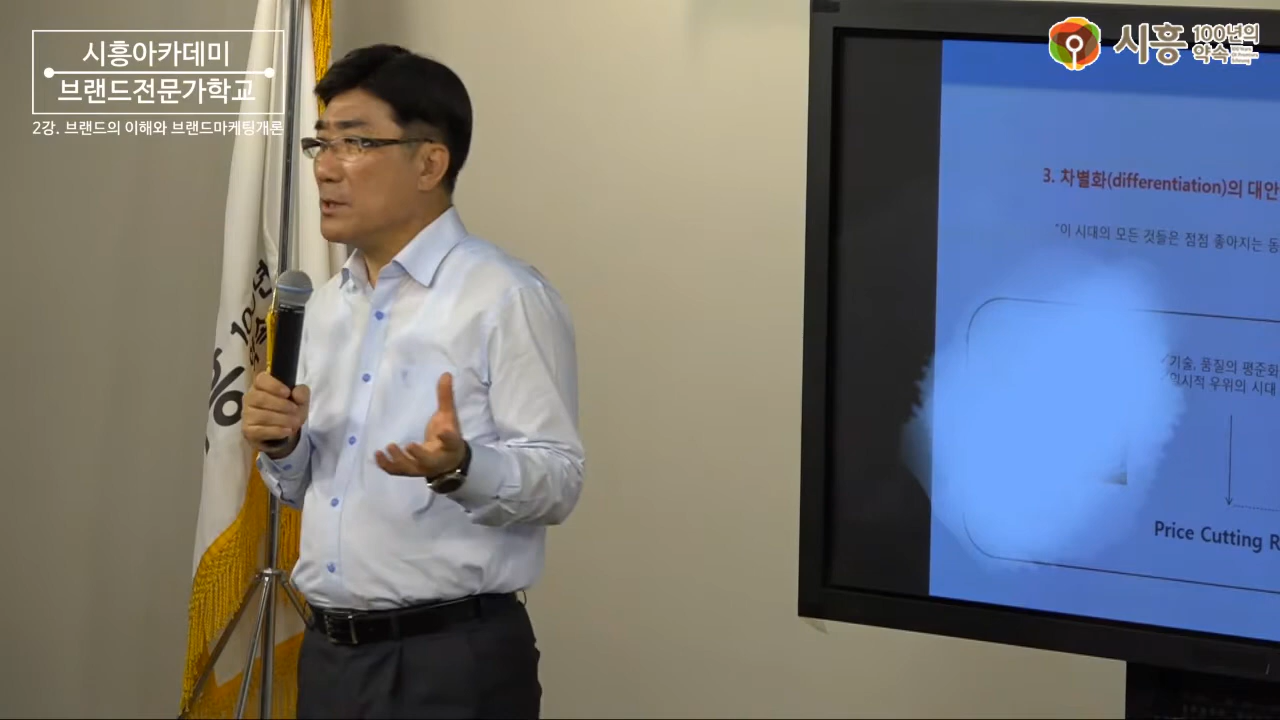 시흥아카데미
브랜드전문가학교
2강. 브랜드의 이해와 브랜드마케팅개론
시흥 100년의
약속
3. 차별화(differentiation)의 대안
"이 시대의 모든 것들은 점점 좋아지는 동
기술, 품질의 평준화
일시적 우위의 시대
Price Cutting R